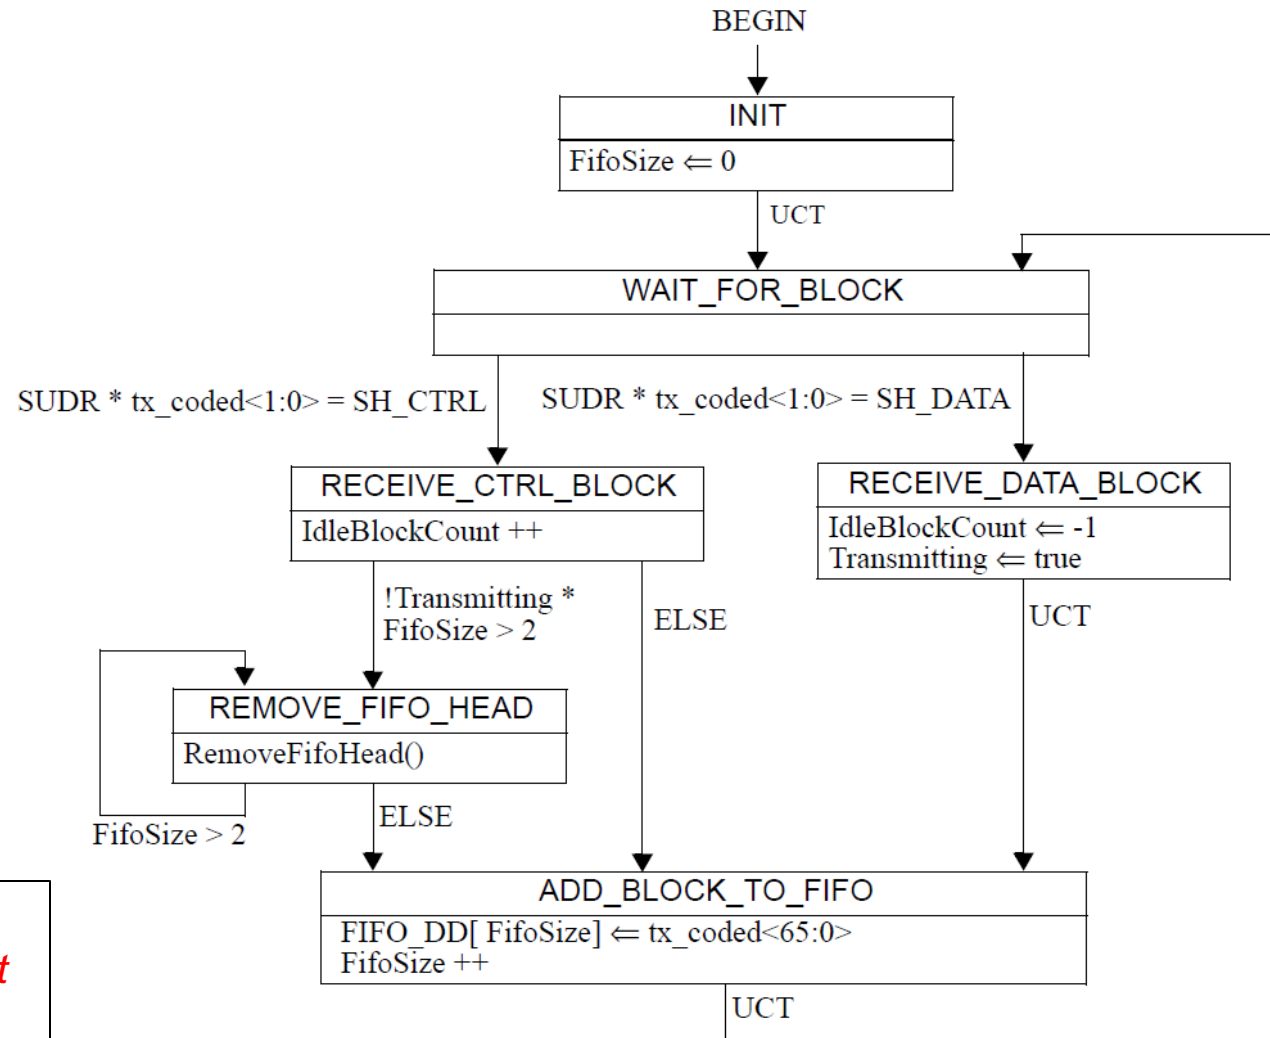 BEGIN
INIT
FifoSize ⇐ 0
UCT
WAIT_FOR_BLOCK
SUDR * tx_coded<1:0> = SH_CTRL
SUDR * tx_coded<1:0> = SH_DATA
RECEIVE_CTRL_BLOCK
IdleBlockCount ++
RECEIVE_DATA_BLOCK
IdleBlockCount ⇐ -1
Transmitting ⇐ true
!Transmitting *
FifoSize > 2
ELSE
UCT
REMOVE_FIFO_HEAD
RemoveFifoHead()
FifoSize > 2
ELSE
ADD_BLOCK_TO_FIFO
FIFO_DD[ FifoSize] ⇐ tx_coded<65:0>
FifoSize ++
t
UCT